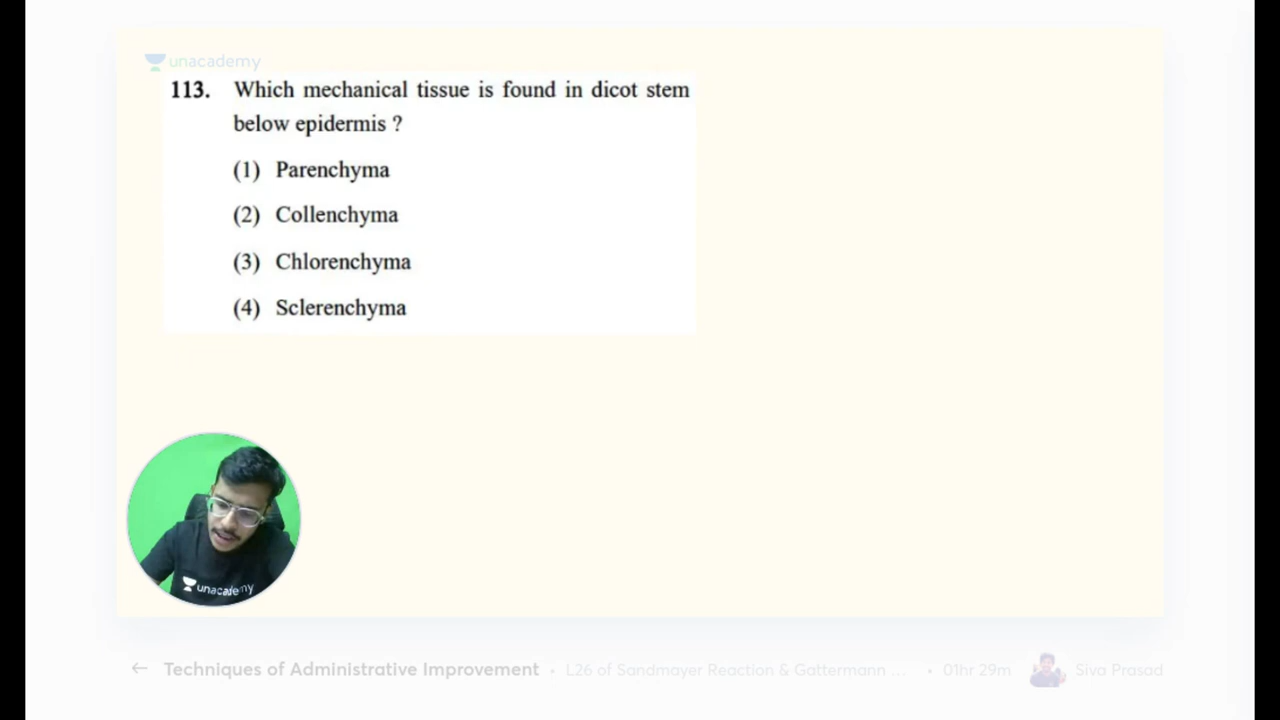 unacademy
113. Which mechanical tissue is found in dicot stem
below epidermis ?
(1) Parenchyma
(2) Collenchyma
(3) Chlorenchyma
(4) Sclerenchyma
unacademy
← Techniques of Administrative Improvement • L26 of Sandmayer Reaction & Gattermann ... • 01hr 29m Siva Prasad